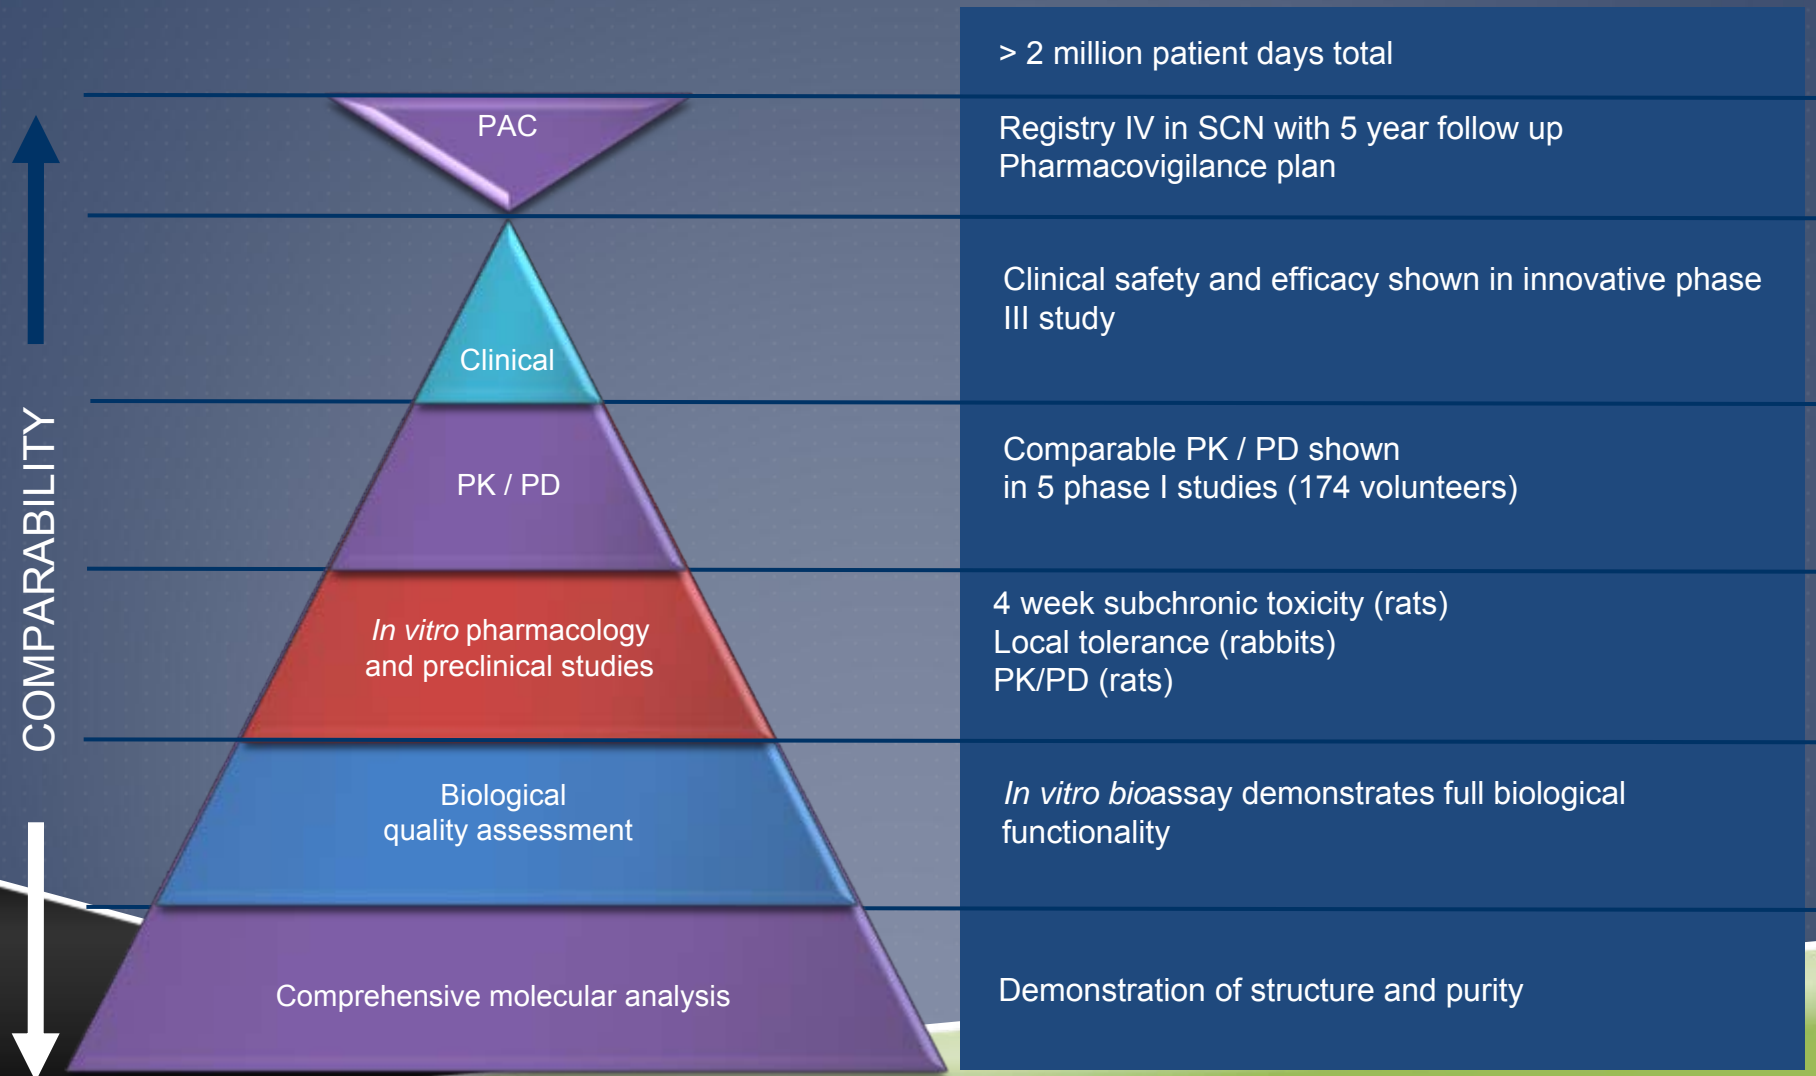 > 2 million patient days total
PAC
Registry IV in SCN with 5 year follow up
Pharmacovigilance plan
Clinical
Clinical safety and efficacy shown in innovative phase
III study
PK / PD
Comparable PK / PD shown
in 5 phase I studies (174 volunteers)
In vitro pharmacology
and preclinical studies
4 week subchronic toxicity (rats)
Local tolerance (rabbits)
PK/PD (rats)
Biological
quality assessment
In vitro bioassay demonstrates full biological
functionality
Comprehensive molecular analysis
Demonstration of structure and purity
COMPARABILITY